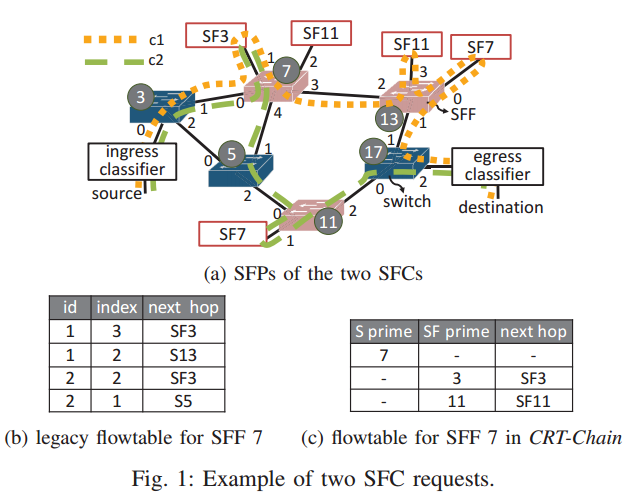 c1
c2
SF3
SF11
SF11
SF7
1
2
7
3
0
4
3
0
1
2
2
3
0
13
1
SFF
ingress
classifier
source
5
0
1
2
17
1
0
2
switch
egress
classifier
destination
SF7
0
11
2
1
(a) SFPs of the two SFCs
id index next hop
1 3 SF3
1 2 S13
2 2 SF3
2 1 S5
(b) legacy flowtable for SFF 7
S prime SF prime next hop
7 - -
- 3 SF3
- 11 SF11
(c) flowtable for SFF 7 in CRT-Chain
Fig. 1: Example of two SFC requests.